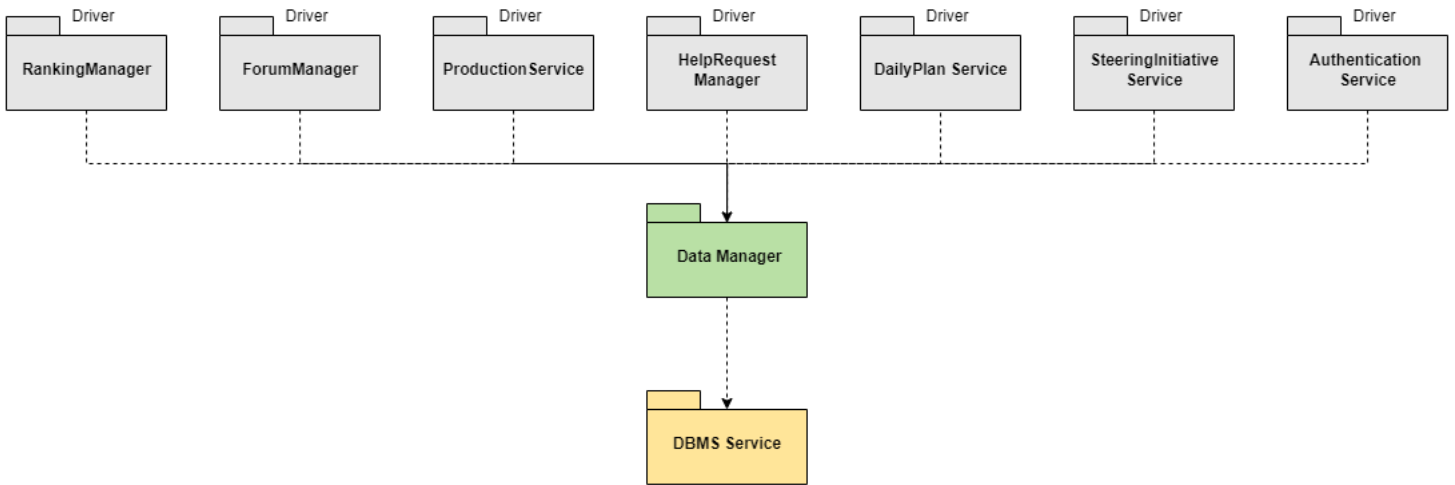 Driver
Driver
Driver
Driver
Driver
Driver
Driver
RankingManager
ForumManager
ProductionService
HelpRequest
Manager
DailyPlan Service
SteeringInitiative
Service
Authentication
Service
Data Manager
DBMS Service